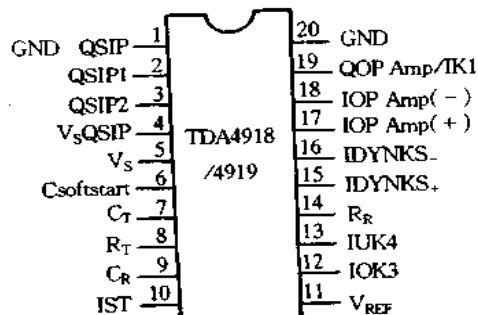 GND QSIP 1
QSIP1 2
QSIP2 3
VSQSIP 4
VS 5
Csoftstart 6
CT 7
RT 8
CR 9
IST 10
TDA4918
/4919
20 GND
19 QOP Amp/IK1
18 IOP Amp(－)
17 IOP Amp(＋)
16 IDYNKS-
15 IDYNKS+
14 RR
13 IUK4
12 IOK3
11 VREF